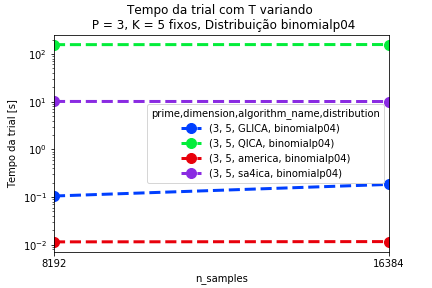 Tempo da trial com T variando
P = 3, K = 5 fixos, Distribuição binomialp04
Tempo da trial [s]
10²
10¹
10⁰
10⁻¹
10⁻²
prime,dimension,algorithm_name,distribution
(3, 5, GLICA, binomialp04)
(3, 5, QICA, binomialp04)
(3, 5, america, binomialp04)
(3, 5, sa4ica, binomialp04)
8192
16384
n_samples